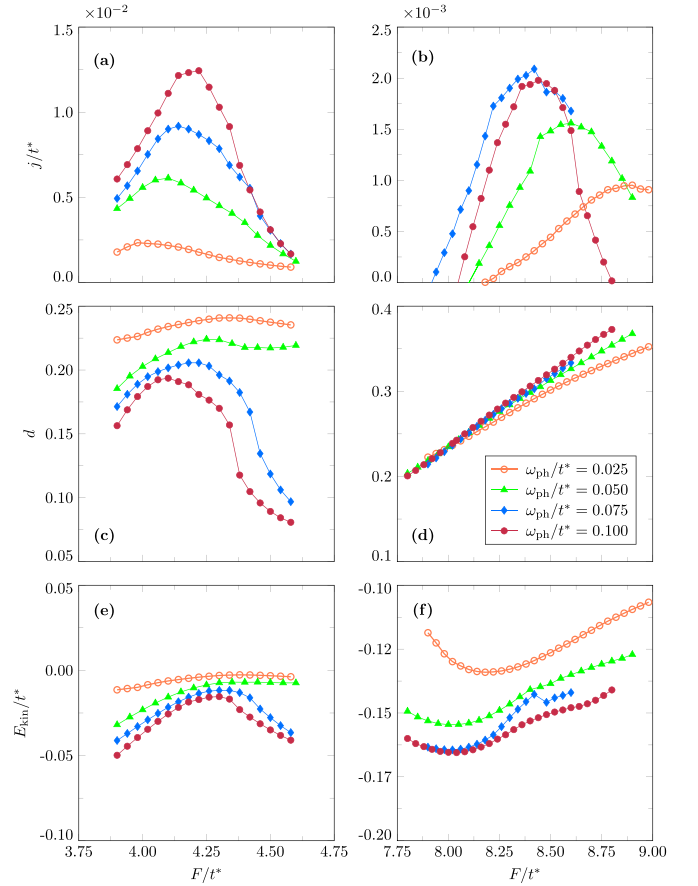 ×10⁻²
1.5
1.0
0.5
0.0
j/t*
(a)
×10⁻³
2.5
2.0
1.5
1.0
0.5
0.0
(b)
0.25
0.20
0.15
0.10
0.05
d
(c)
0.4
0.3
0.2
0.1
(d)
ω_ph/t* = 0.025
ω_ph/t* = 0.050
ω_ph/t* = 0.075
ω_ph/t* = 0.100
0.05
0.00
-0.05
-0.10
E_kin/t*
(e)
3.75 4.00 4.25 4.50 4.75
F/t*
-0.10
-0.12
-0.15
-0.17
-0.20
(f)
7.75 8.00 8.25 8.50 8.75 9.00
F/t*